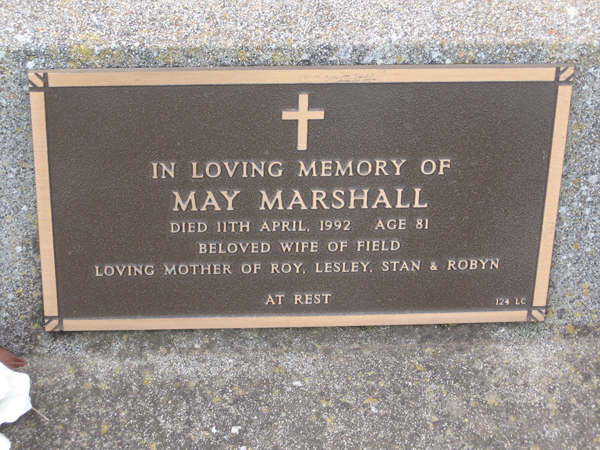 IN LOVING MEMORY OF
MAY MARSHALL
DIED 11TH APRIL, 1992 AGE 81
BELOVED WIFE OF FIELD
LOVING MOTHER OF ROY, LESLEY, STAN & ROBYN
AT REST
124 LC